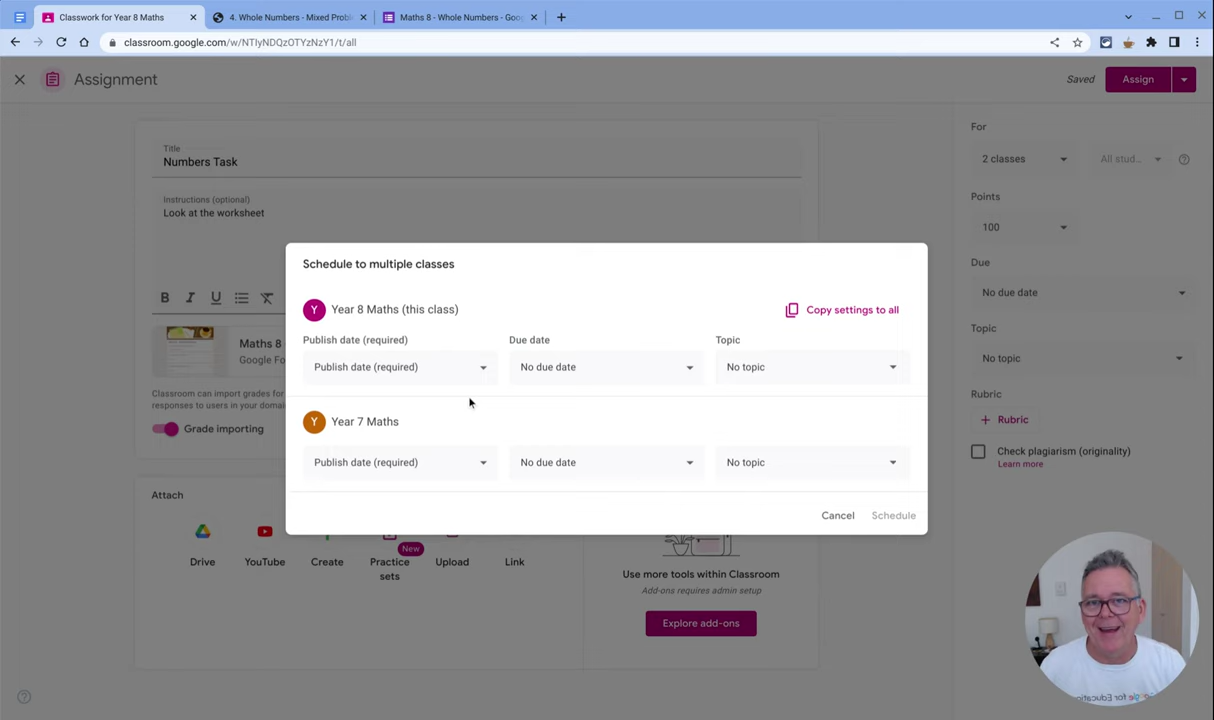 Classwork for Year 8 Maths
4. Whole Numbers - Mixed Probl
Maths 8 - Whole Numbers - Goo
classroom.google.com/w/NTIyNDQzOTYzNzY1/t/all
Assignment
Saved
Assign
Title
Numbers Task
Instructions (optional)
Look at the worksheet
B I U
Maths 8
Google Fo
Classroom can import grades for
responses to users in your domai
Grade importing
Attach
Drive
YouTube
Create
New
Practice
sets
Upload
Link
Use more tools within Classroom
Add-ons requires admin setup
Explore add-ons
For
2 classes
All stud...
Points
100
Due
No due date
Topic
No topic
Rubric
+ Rubric
Check plagiarism (originality)
Learn more
Schedule to multiple classes
Y Year 8 Maths (this class)
Copy settings to all
Publish date (required)
Due date
Topic
Publish date (required)
No due date
No topic
Y Year 7 Maths
Publish date (required)
No due date
No topic
Cancel
Schedule
Google for Education